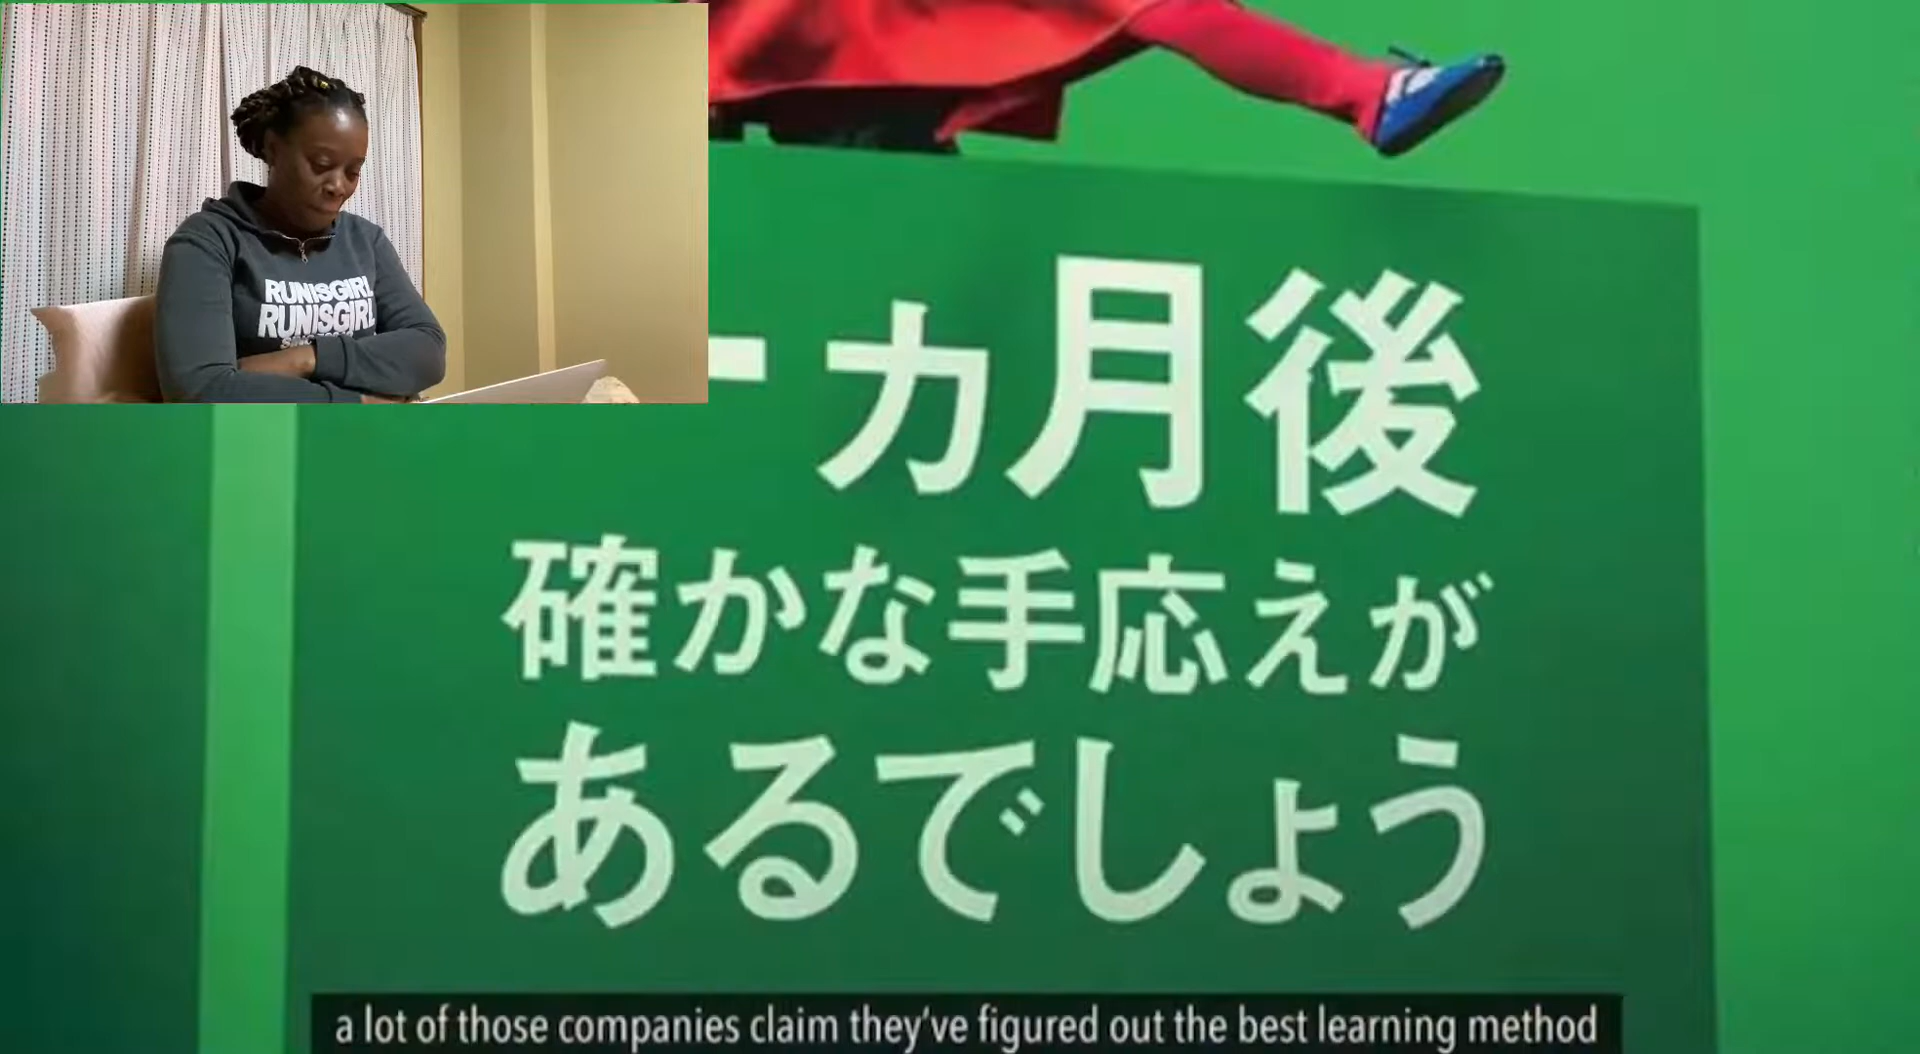 RUNISGIRL
RUNISGIRL
一カ月後
確かな手応えが
あるでしょう
a lot of those companies claim they've figured out the best learning method